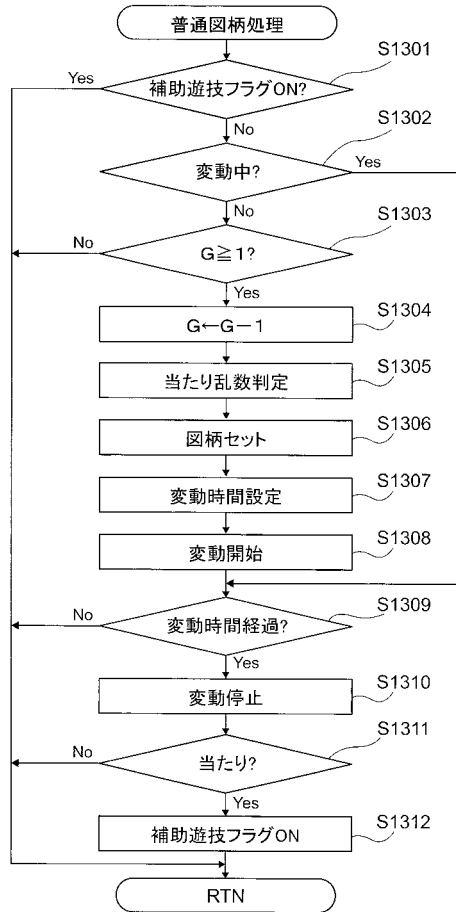 普通図柄処理
S1301
Yes
補助遊技フラグON?
No
S1302
変動中?
Yes
No
S1303
No
G≧1?
Yes
S1304
G←G－1
S1305
当たり乱数判定
S1306
図柄セット
S1307
変動時間設定
S1308
変動開始
S1309
No
変動時間経過?
Yes
S1310
変動停止
S1311
No
当たり?
Yes
S1312
補助遊技フラグON
RTN